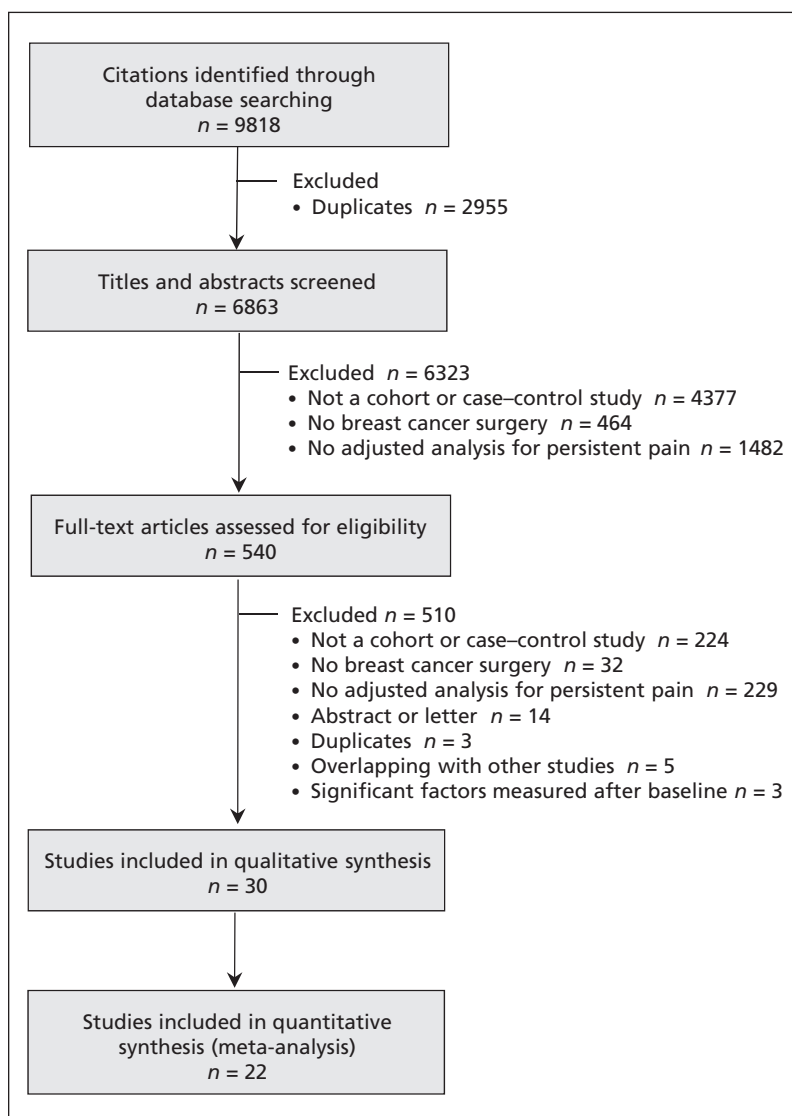 Citations identified through
database searching
n = 9818
Excluded
• Duplicates n = 2955
Titles and abstracts screened
n = 6863
Excluded n = 6323
• Not a cohort or case–control study n = 4377
• No breast cancer surgery n = 464
• No adjusted analysis for persistent pain n = 1482
Full-text articles assessed for eligibility
n = 540
Excluded n = 510
• Not a cohort or case–control study n = 224
• No breast cancer surgery n = 32
• No adjusted analysis for persistent pain n = 229
• Abstract or letter n = 14
• Duplicates n = 3
• Overlapping with other studies n = 5
• Significant factors measured after baseline n = 3
Studies included in qualitative synthesis
n = 30
Studies included in quantitative
synthesis (meta-analysis)
n = 22